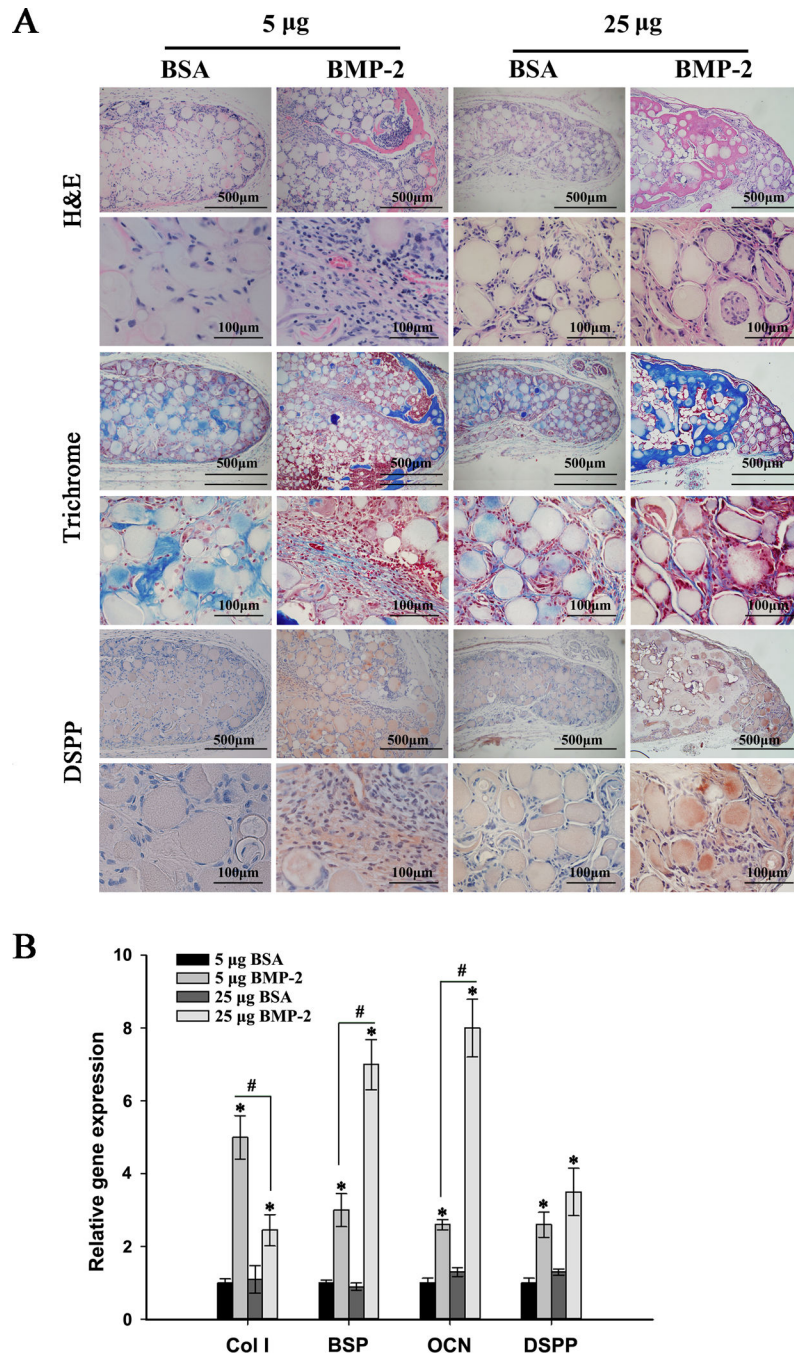 A
5 µg 25 µg
BSA BMP-2 BSA BMP-2
H&E
500µm 500µm 500µm 500µm
100µm 100µm 100µm 100µm
Trichrome
500µm 500µm 500µm 500µm
100µm 100µm 100µm 100µm
DSPP
500µm 500µm 500µm 500µm
100µm 100µm 100µm 100µm
B
Relative gene expression
10
8
6
4
2
0
5 µg BSA
5 µg BMP-2
25 µg BSA
25 µg BMP-2
# # #
* * * * * * * *
Col I BSP OCN DSPP